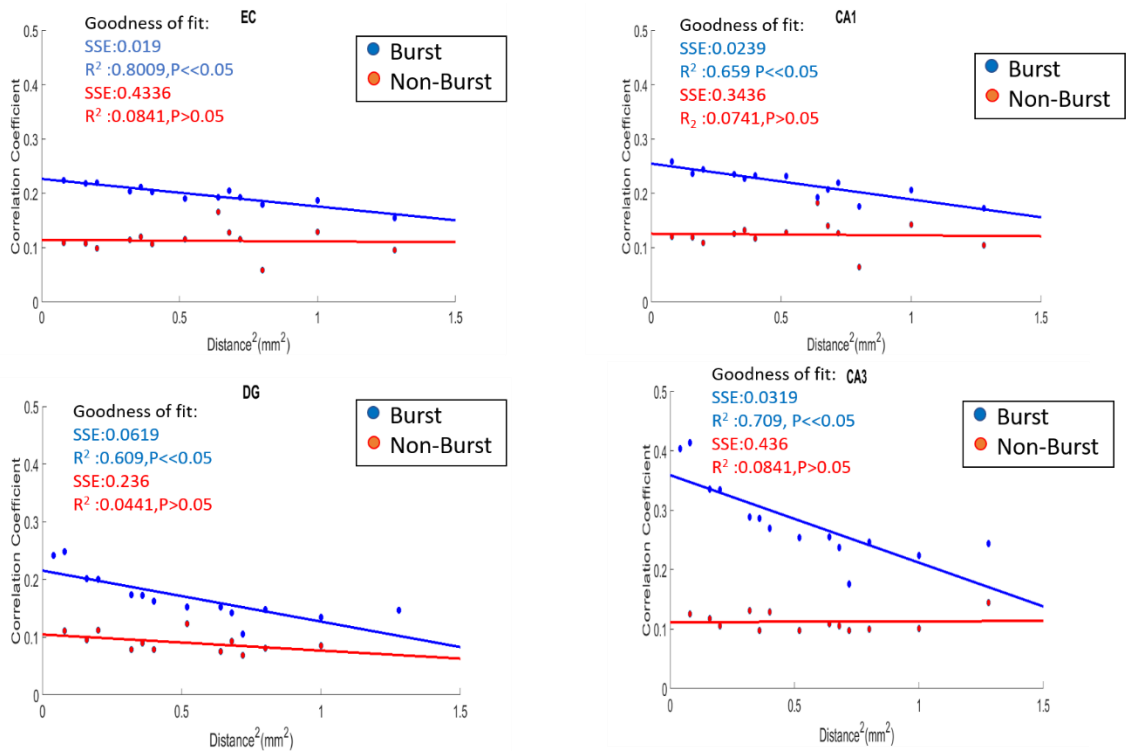 EC
Goodness of fit:
SSE:0.019
R² :0.8009,P<<0.05
SSE:0.4336
R² :0.0841,P>0.05
Burst
Non-Burst
Correlation Coefficient
0.5
0.4
0.3
0.2
0.1
0
0
0.5
1
1.5
Distance²(mm²)
CA1
Goodness of fit:
SSE:0.0239
R² :0.659 P<<0.05
SSE:0.3436
R₂ :0.0741,P>0.05
Burst
Non-Burst
Correlation Coefficient
0.5
0.4
0.3
0.2
0.1
0
0
0.5
1
1.5
Distance²(mm²)
DG
Goodness of fit:
SSE:0.0619
R² :0.609,P<<0.05
SSE:0.236
R² :0.0441,P>0.05
Burst
Non-Burst
Correlation Coefficient
0.5
0.4
0.3
0.2
0.1
0
0
0.5
1
1.5
Distance²(mm²)
Goodness of fit: CA3
SSE:0.0319
R² :0.709, P<<0.05
SSE:0.436
R² :0.0841,P>0.05
Burst
Non-Burst
Correlation Coefficient
0.5
0.4
0.3
0.2
0.1
0
0
0.5
1
1.5
Distance²(mm²)